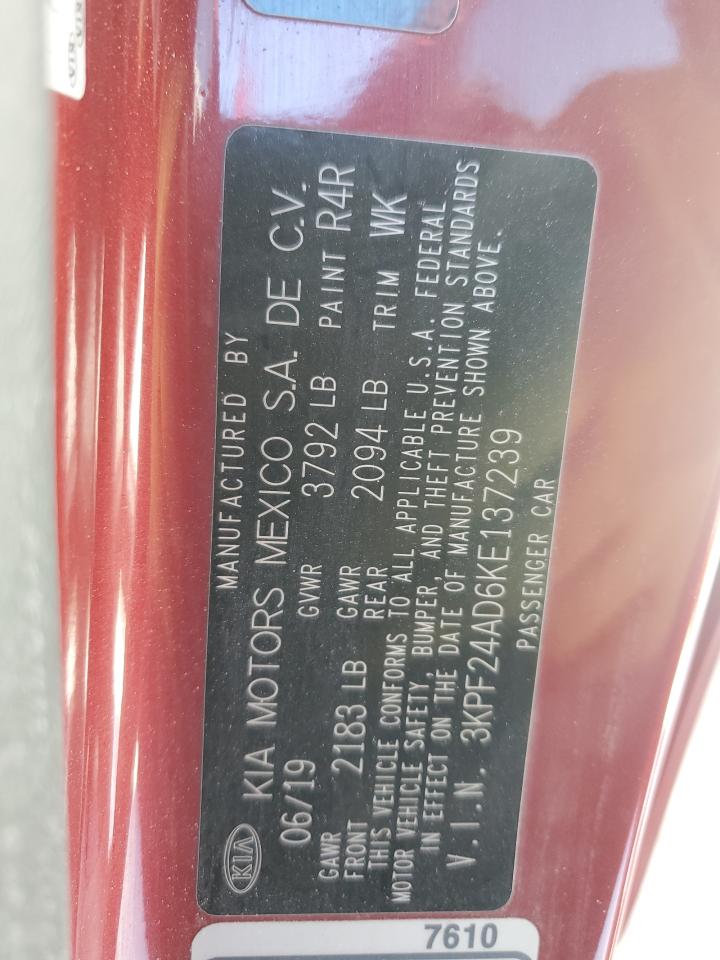 KIA
MANUFACTURED BY
KIA MOTORS MEXICO S.A. DE C.V.
06/19 GVWR 3792 LB PAINT R4R
GAWR FRONT 2183 LB GAWR REAR 2094 LB TRIM WK
THIS VEHICLE CONFORMS TO ALL APPLICABLE U.S.A. FEDERAL
MOTOR VEHICLE SAFETY, BUMPER, AND THEFT PREVENTION STANDARDS
IN EFFECT ON THE DATE OF MANUFACTURE SHOWN ABOVE.
V.I.N. 3KPF24AD6KE137239
PASSENGER CAR
7610
KIA
KIA